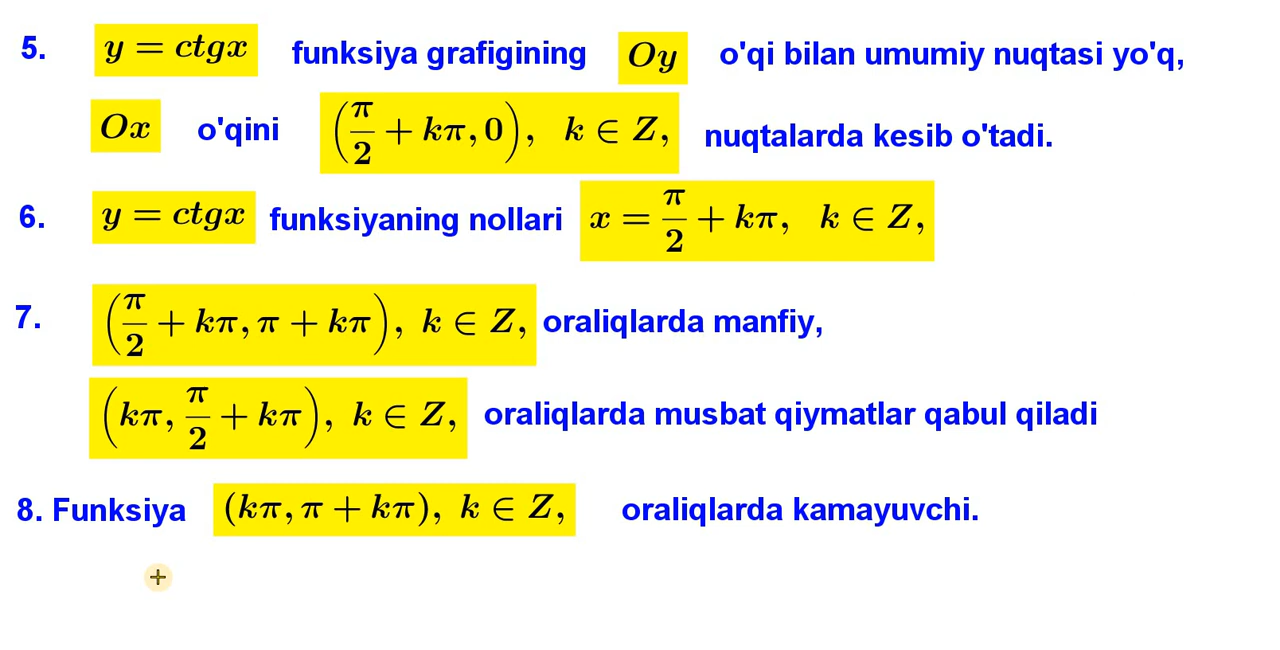 5. y = ctgx funksiya grafigining Oy o'qi bilan umumiy nuqtasi yo'q,
Ox o'qini (π/2 + kπ, 0), k ∈ Z, nuqtalarda kesib o'tadi.
6. y = ctgx funksiyaning nollari x = π/2 + kπ, k ∈ Z,
7. (π/2 + kπ, π + kπ), k ∈ Z, oraliqlarda manfiy,
(kπ, π/2 + kπ), k ∈ Z, oraliqlarda musbat qiymatlar qabul qiladi
8. Funksiya (kπ, π + kπ), k ∈ Z, oraliqlarda kamayuvchi.